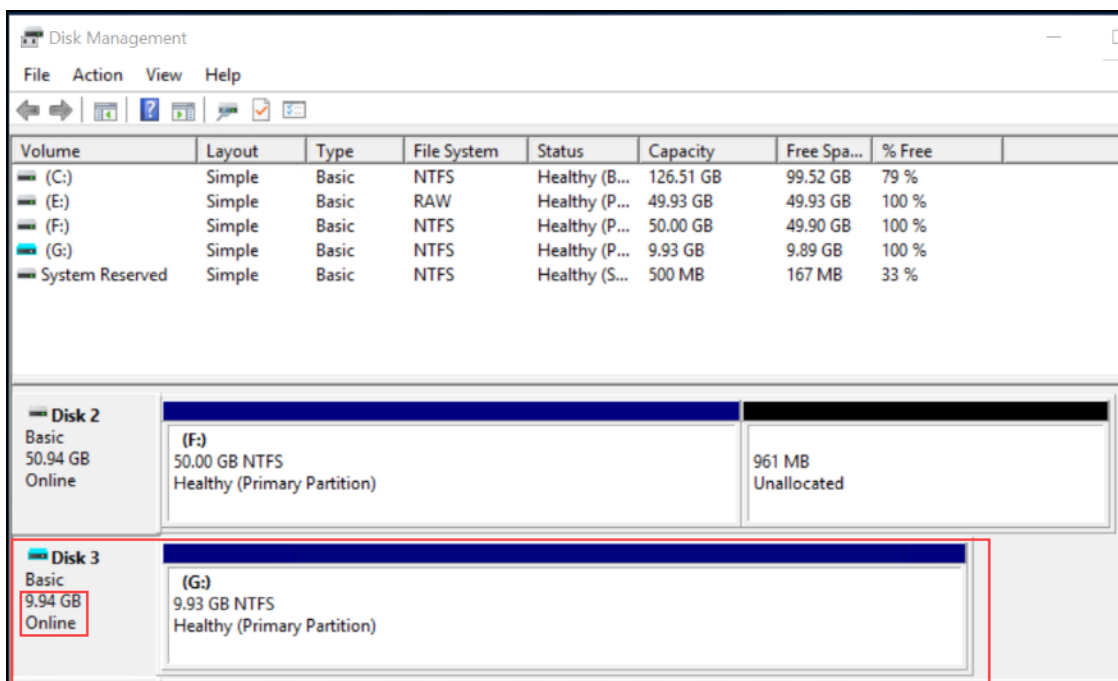 Disk Management
File Action View Help
Volume Layout Type File System Status Capacity Free Spa... % Free
(C:) Simple Basic NTFS Healthy (B... 126.51 GB 99.52 GB 79 %
(E:) Simple Basic RAW Healthy (P... 49.93 GB 49.93 GB 100 %
(F:) Simple Basic NTFS Healthy (P... 50.00 GB 49.90 GB 100 %
(G:) Simple Basic NTFS Healthy (P... 9.93 GB 9.89 GB 100 %
System Reserved Simple Basic NTFS Healthy (S... 500 MB 167 MB 33 %
Disk 2
Basic
50.94 GB
Online
(F:)
50.00 GB NTFS
Healthy (Primary Partition)
961 MB
Unallocated
Disk 3
Basic
9.94 GB
Online
(G:)
9.93 GB NTFS
Healthy (Primary Partition)